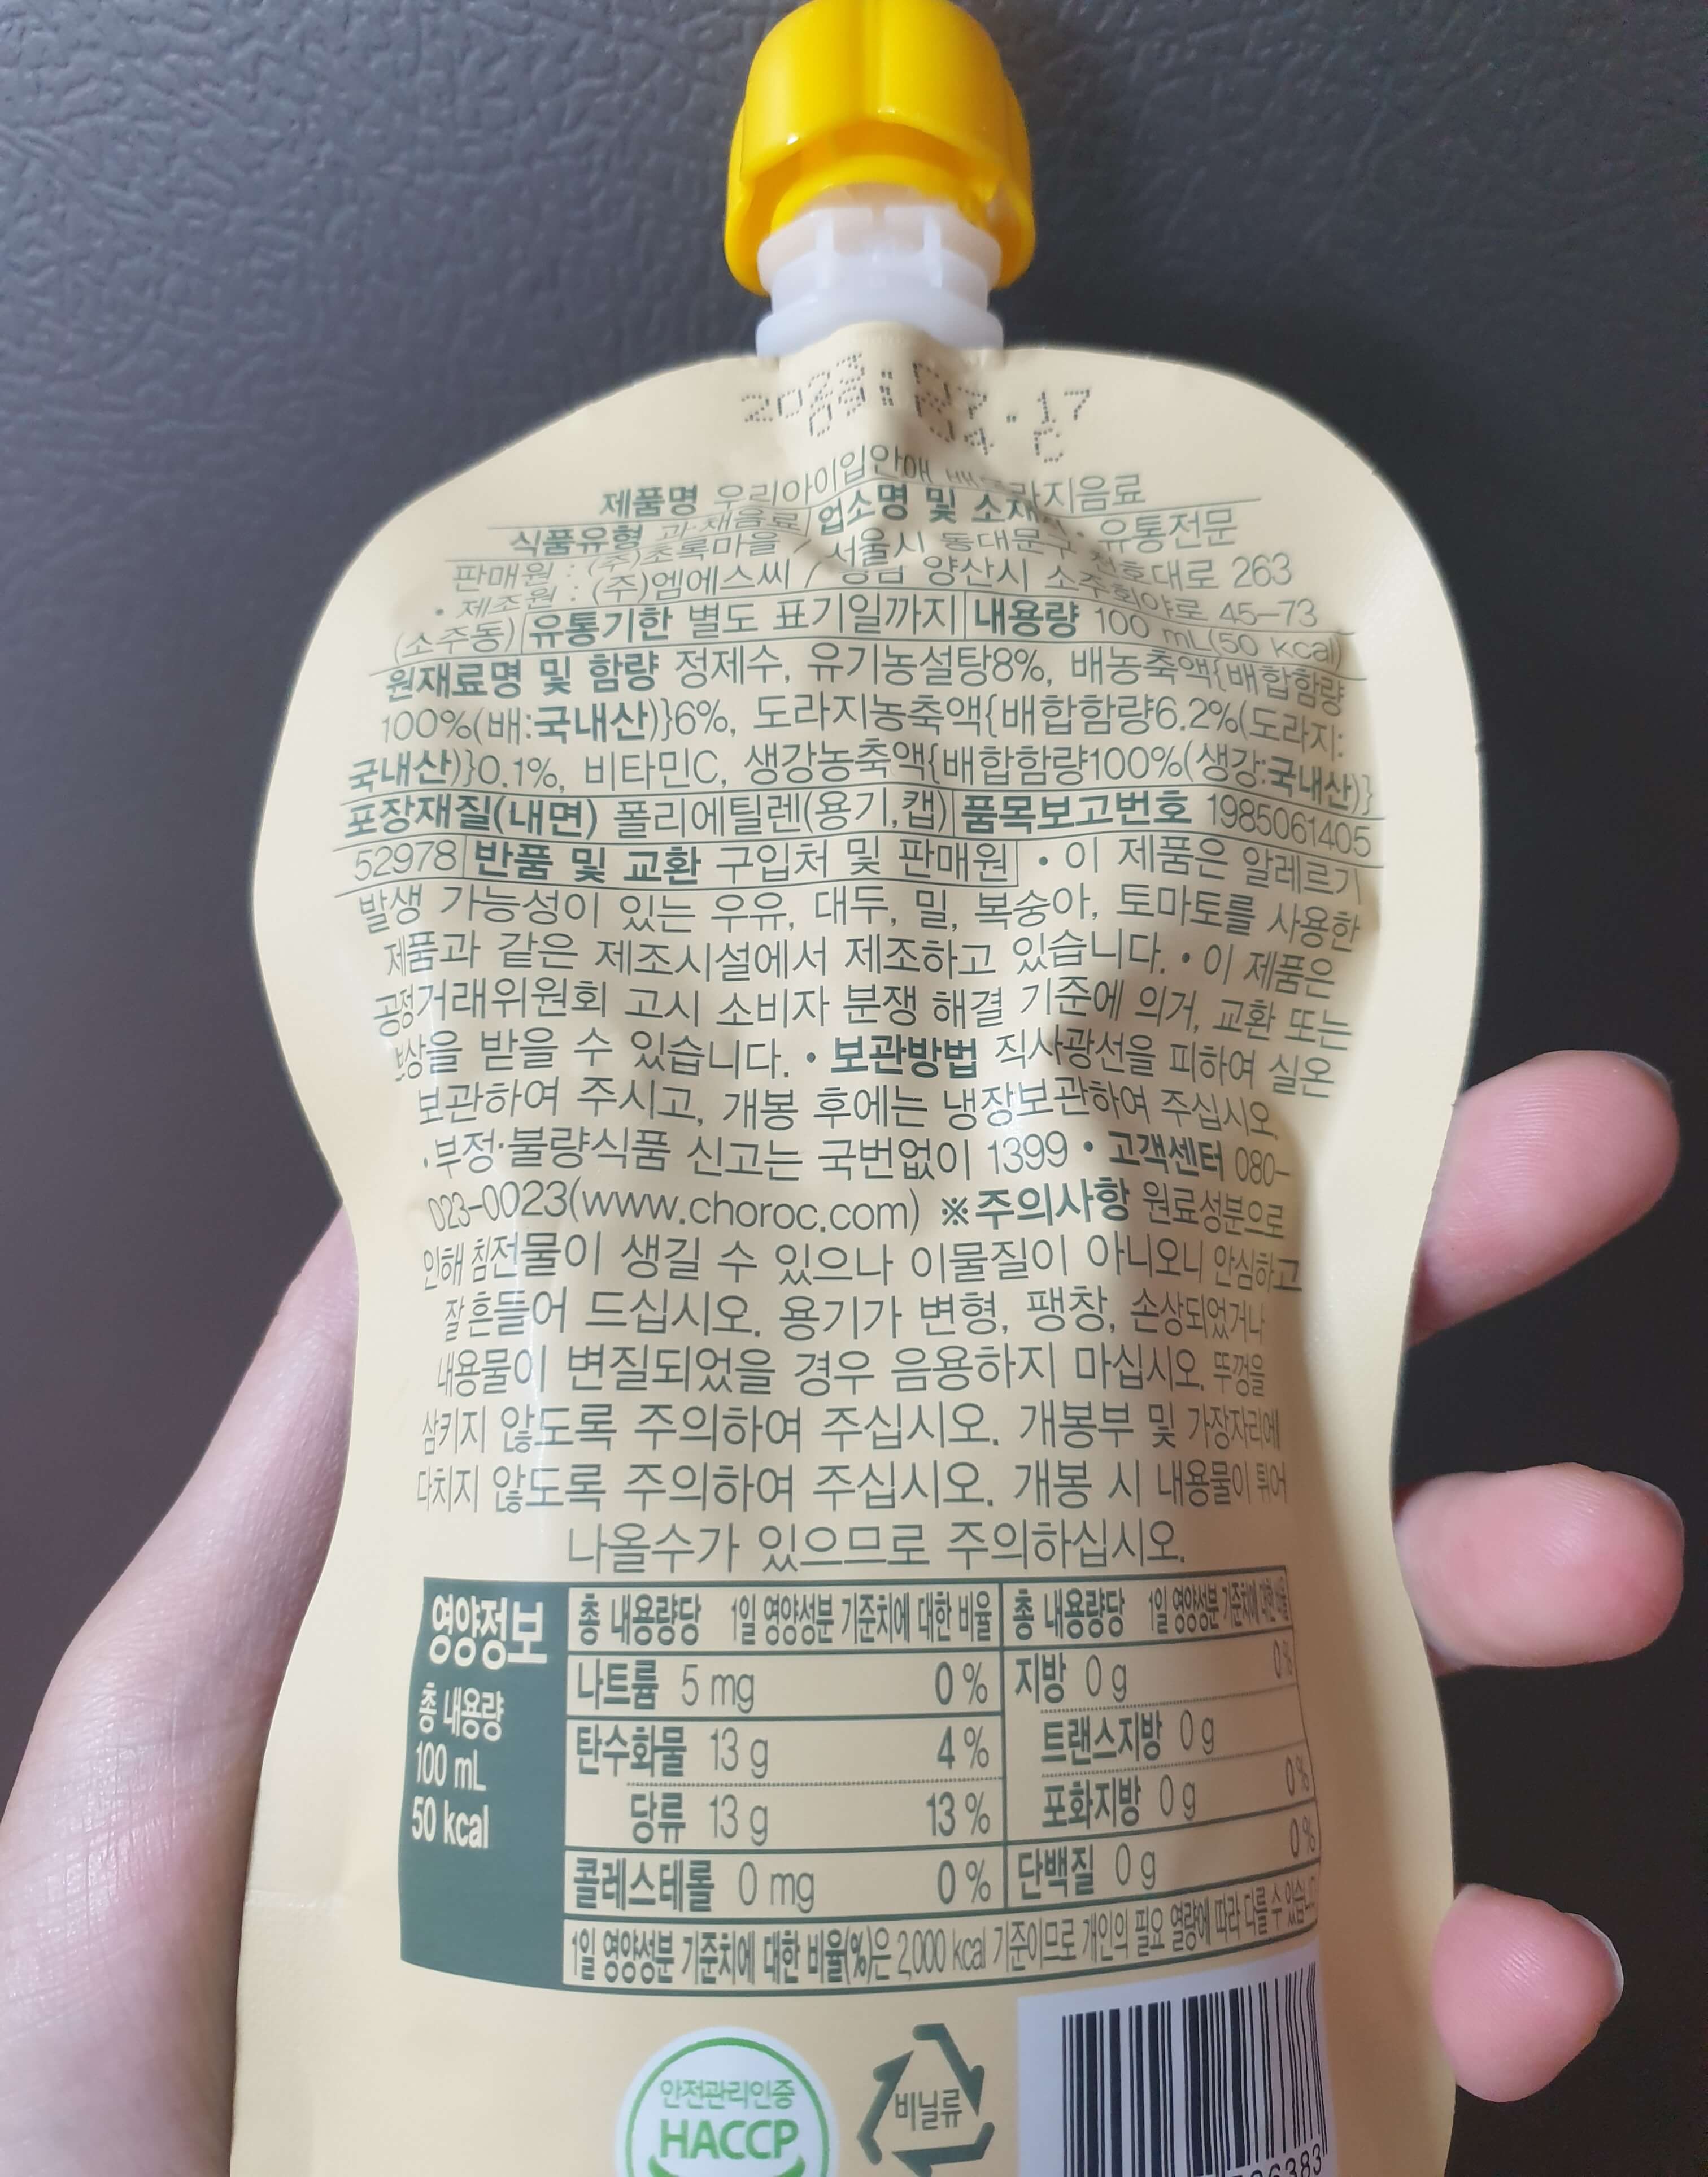 2023.07.17
제품명 우리아이입안애 배도라지음료
식품유형 과·채음료 업소명 및 소재지 • 유통전문
판매원 : (주)초록마을 / 서울시 동대문구 천호대로 263
• 제조원 : (주)엠에스씨 / 경남 양산시 소주회야로 45-73
(소주동) 유통기한 별도 표기일까지 내용량 100 mL(50 kcal)
원재료명 및 함량 정제수, 유기농설탕8%, 배농축액{배합함량
100%(배:국내산)}6%, 도라지농축액{배합함량6.2%(도라지:
국내산)}0.1%, 비타민C, 생강농축액{배합함량100%(생강:국내산)}
포장재질(내면) 폴리에틸렌(용기,캡) 품목보고번호 1985061405
52978 반품 및 교환 구입처 및 판매원 • 이 제품은 알레르기
발생 가능성이 있는 우유, 대두, 밀, 복숭아, 토마토를 사용한
제품과 같은 제조시설에서 제조하고 있습니다. • 이 제품은
공정거래위원회 고시 소비자 분쟁 해결 기준에 의거, 교환 또는
보상을 받을 수 있습니다. • 보관방법 직사광선을 피하여 실온
보관하여 주시고, 개봉 후에는 냉장보관하여 주십시오.
•부정·불량식품 신고는 국번없이 1399 • 고객센터 080-
023-0023(www.choroc.com) ※주의사항 원료성분으로
인해 침전물이 생길 수 있으나 이물질이 아니오니 안심하고
잘 흔들어 드십시오. 용기가 변형, 팽창, 손상되었거나
내용물이 변질되었을 경우 음용하지 마십시오. 뚜껑을
삼키지 않도록 주의하여 주십시오. 개봉부 및 가장자리에
다치지 않도록 주의하여 주십시오. 개봉 시 내용물이 튀어
나올수가 있으므로 주의하십시오.
영양정보
총 내용량
100 mL
50 kcal
총 내용량당 1일 영양성분 기준치에 대한 비율 총 내용량당 1일 영양성분 기준치에 대한 비율
나트륨 5 mg 0 % 지방 0 g 0 %
탄수화물 13 g 4 % 트랜스지방 0 g
당류 13 g 13 % 포화지방 0 g 0 %
콜레스테롤 0 mg 0 % 단백질 0 g 0 %
1일 영양성분 기준치에 대한 비율(%)은 2,000 kcal 기준이므로 개인의 필요 열량에 따라 다를 수 있습니다
안전관리인증
HACCP
비닐류